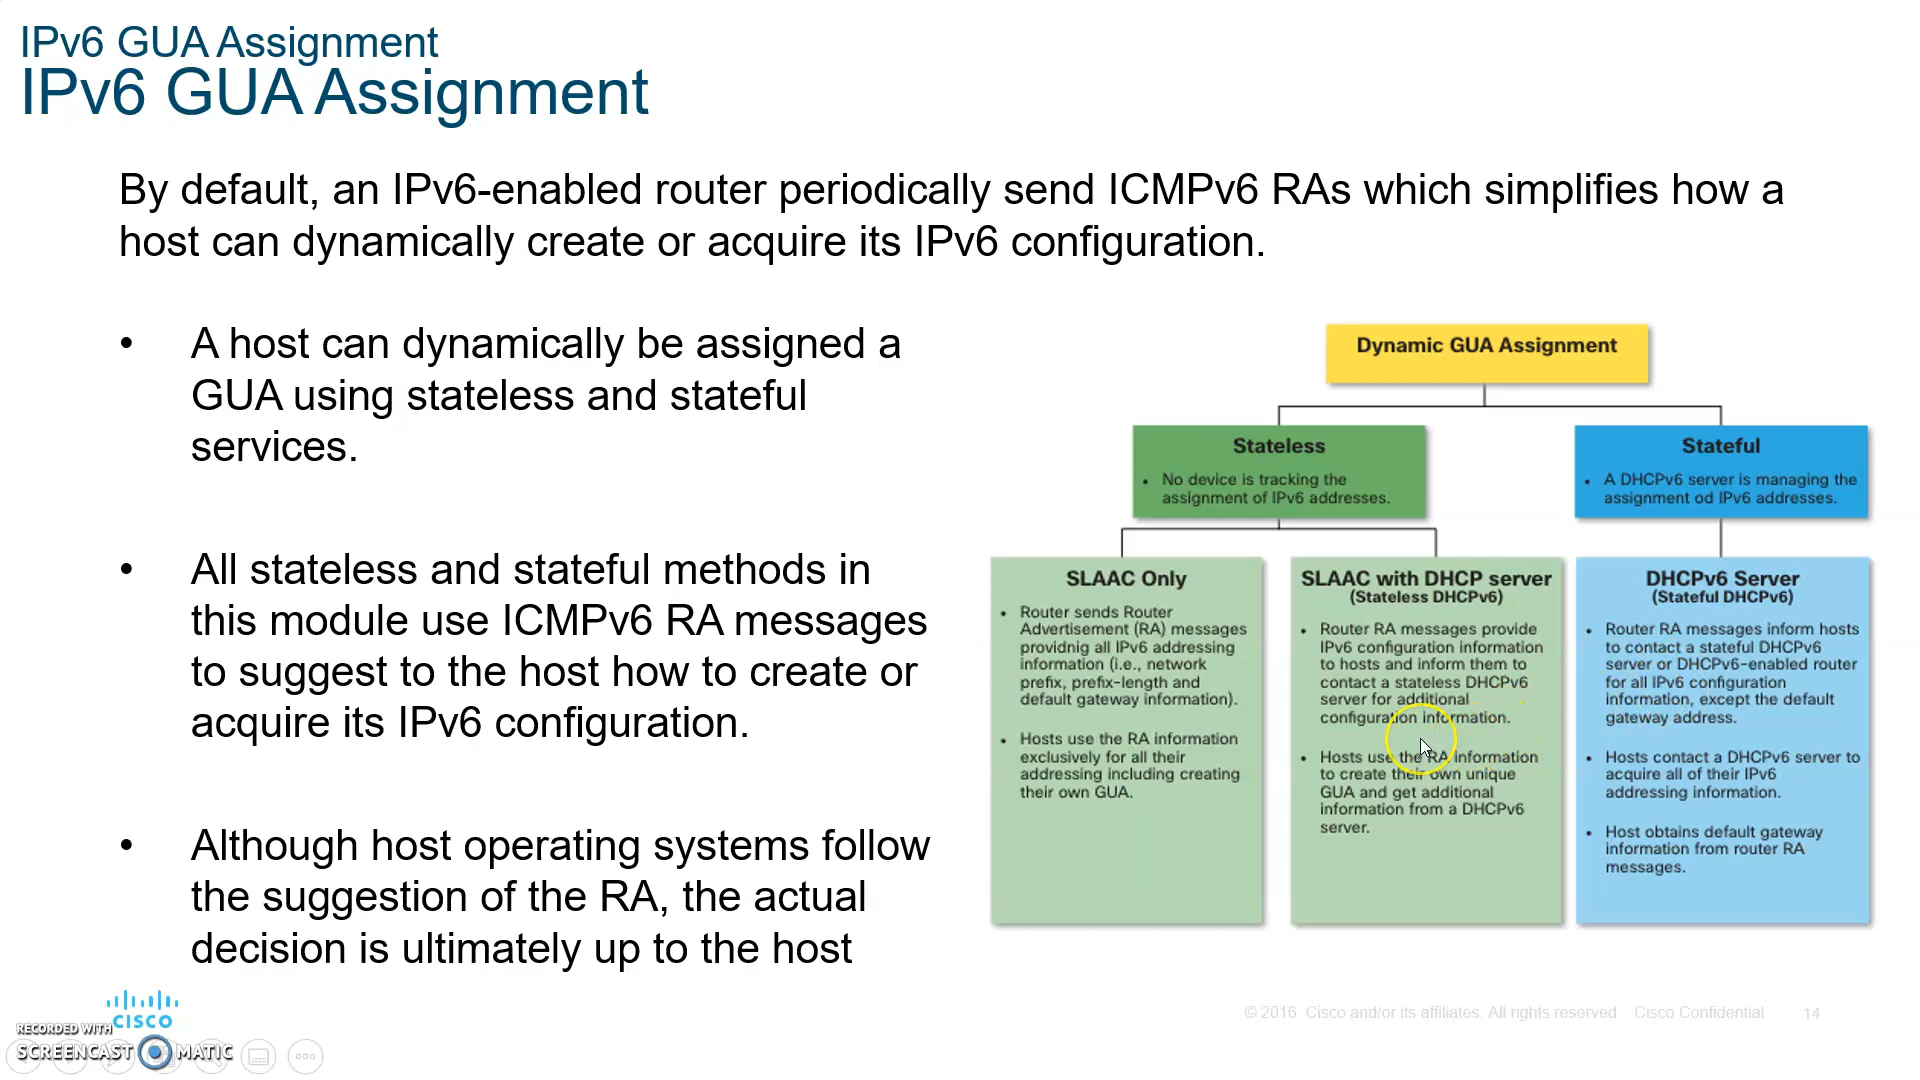 IPv6 GUA Assignment
IPv6 GUA Assignment
By default, an IPv6-enabled router periodically send ICMPv6 RAs which simplifies how a
host can dynamically create or acquire its IPv6 configuration.
• A host can dynamically be assigned a
GUA using stateless and stateful
services.
• All stateless and stateful methods in
this module use ICMPv6 RA messages
to suggest to the host how to create or
acquire its IPv6 configuration.
• Although host operating systems follow
the suggestion of the RA, the actual
decision is ultimately up to the host
Dynamic GUA Assignment
Stateless
• No device is tracking the
assignment of IPv6 addresses.
Stateful
• A DHCPv6 server is managing the
assignment od IPv6 addresses.
SLAAC Only
• Router sends Router
Advertisement (RA) messages
providnig all IPv6 addressing
information (i.e., network
prefix, prefix-length and
default gateway information).
• Hosts use the RA information
exclusively for all their
addressing including creating
their own GUA.
SLAAC with DHCP server
(Stateless DHCPv6)
• Router RA messages provide
IPv6 configuration information
to hosts and inform them to
contact a stateless DHCPv6
server for additional
configuration information.
• Hosts use the RA information
to create their own unique
GUA and get additional
information from a DHCPv6
server.
DHCPv6 Server
(Stateful DHCPv6)
• Router RA messages inform hosts
to contact a stateful DHCPv6
server or DHCPv6-enabled router
for all IPv6 configuration
information, except the default
gateway address.
• Hosts contact a DHCPv6 server to
acquire all of their IPv6
addressing information.
• Host obtains default gateway
information from router RA
messages.
CISCO
RECORDED WITH
SCREENCAST MATIC
© 2016 Cisco and/or its affiliates. All rights reserved. Cisco Confidential 14